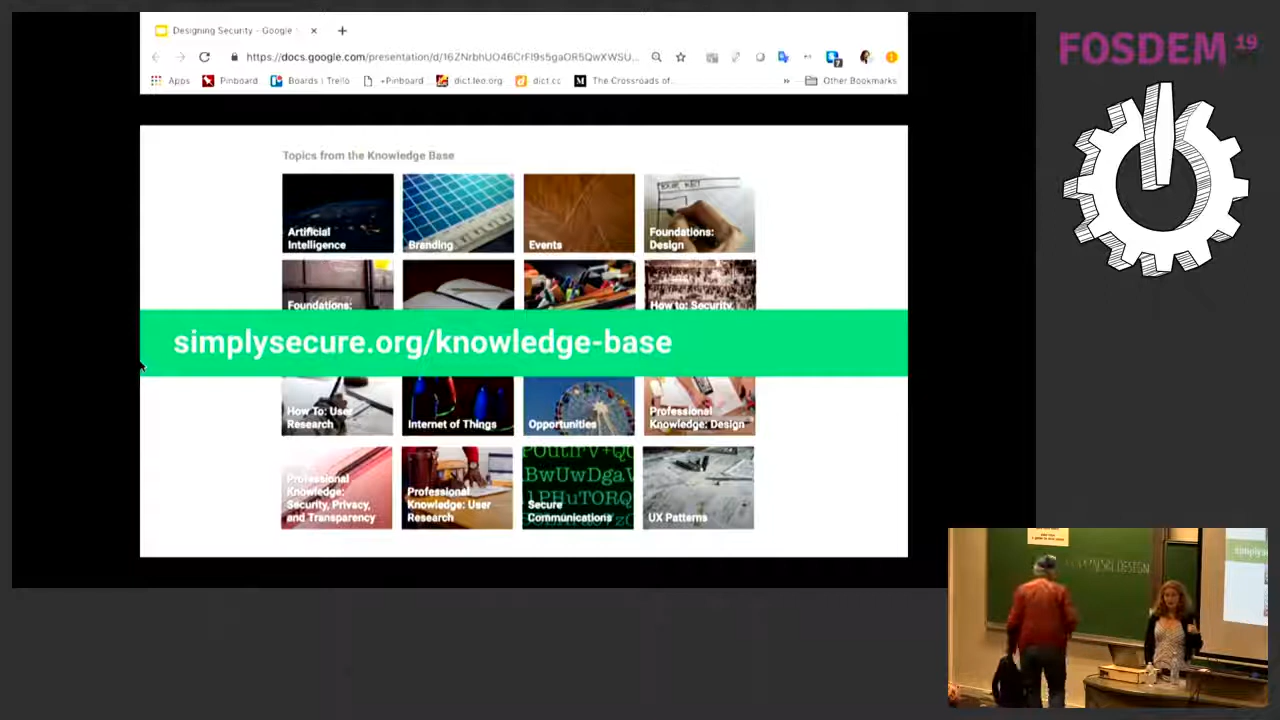 Designing Security - Google
https://docs.google.com/presentation/d/16ZNrbhUO46CrFI9s5gaOR5QwXWSU...
Apps Pinboard Boards | Trello +Pinboard dict.leo.org dict.cc The Crossroads of... » Other Bookmarks
FOSDEM 19
Topics from the Knowledge Base
Artificial
Intelligence
Branding
Events
Foundations:
Design
Foundations:
How to: Security,
simplysecure.org/knowledge-base
How To: User
Research
Internet of Things
Opportunities
Professional
Knowledge: Design
Professional
Knowledge:
Security, Privacy,
and Transparency
Professional
Knowledge: User
Research
Secure
Communications
UX Patterns
DESIGN
simplyse